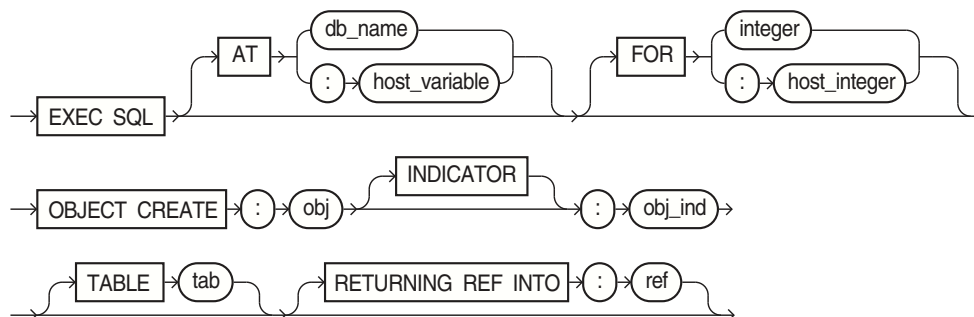 db_name integer
AT FOR
: host_variable : host_integer
EXEC SQL
INDICATOR
OBJECT CREATE : obj : obj_ind
TABLE tab RETURNING REF INTO : ref